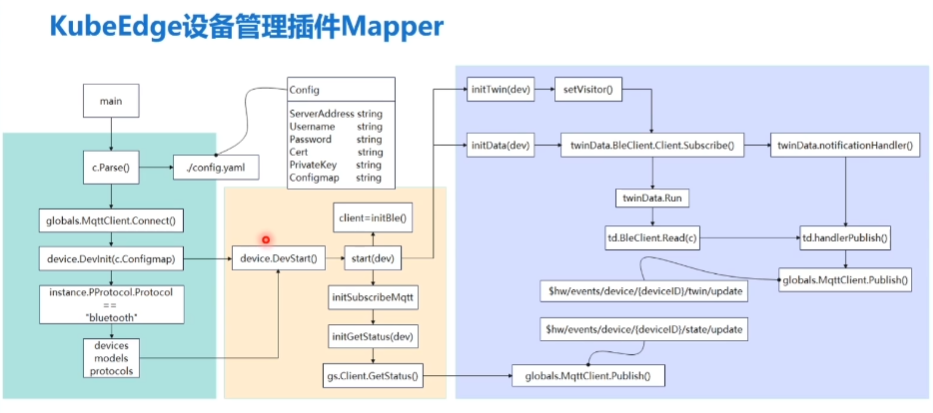 KubeEdge设备管理插件Mapper
main
c.Parse()
./config.yaml
Config
ServerAddress string
Username string
Password string
Cert string
PrivateKey string
Configmap string
globals.MqttClient.Connect()
device.DevInit(c.Configmap)
instance.PProtocol.Protocol
==
"bluetooth"
devices
models
protocols
device.DevStart()
client=initBle()
start(dev)
initSubscribeMqtt
initGetStatus(dev)
gs.Client.GetStatus()
initTwin(dev)
setVisitor()
initData(dev)
twinData.BleClient.Client.Subscribe()
twinData.notificationHandler()
twinData.Run
td.BleClient.Read(c)
td.handlerPublish()
globals.MqttClient.Publish()
$hw/events/device/{deviceID}/twin/update
$hw/events/device/{deviceID}/state/update
globals.MqttClient.Publish()